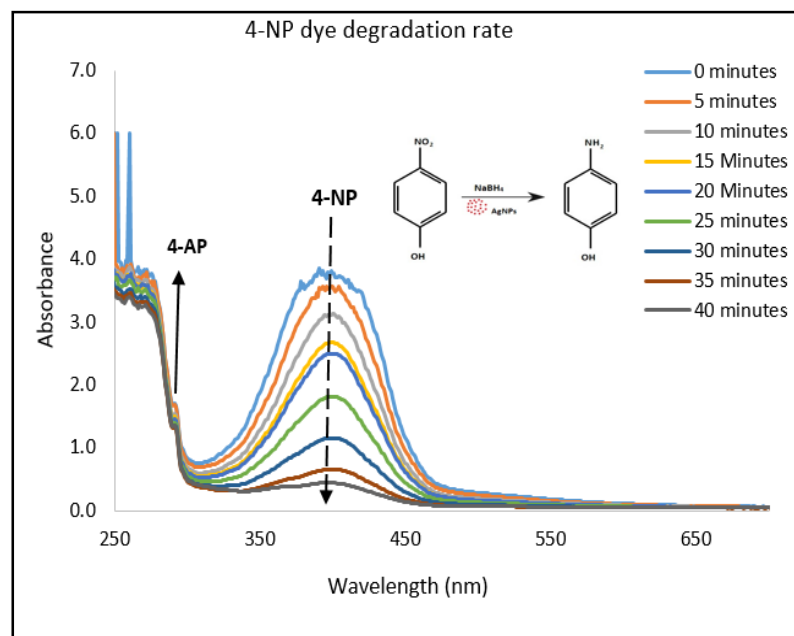 4-NP dye degradation rate
7.0
6.0
5.0
4.0
3.0
2.0
1.0
0.0
Absorbance
250
350
450
550
650
Wavelength (nm)
4-AP
4-NP
NO₂
OH
NaBH₄
AgNPs
NH₂
OH
0 minutes
5 minutes
10 minutes
15 Minutes
20 Minutes
25 minutes
30 minutes
35 minutes
40 minutes